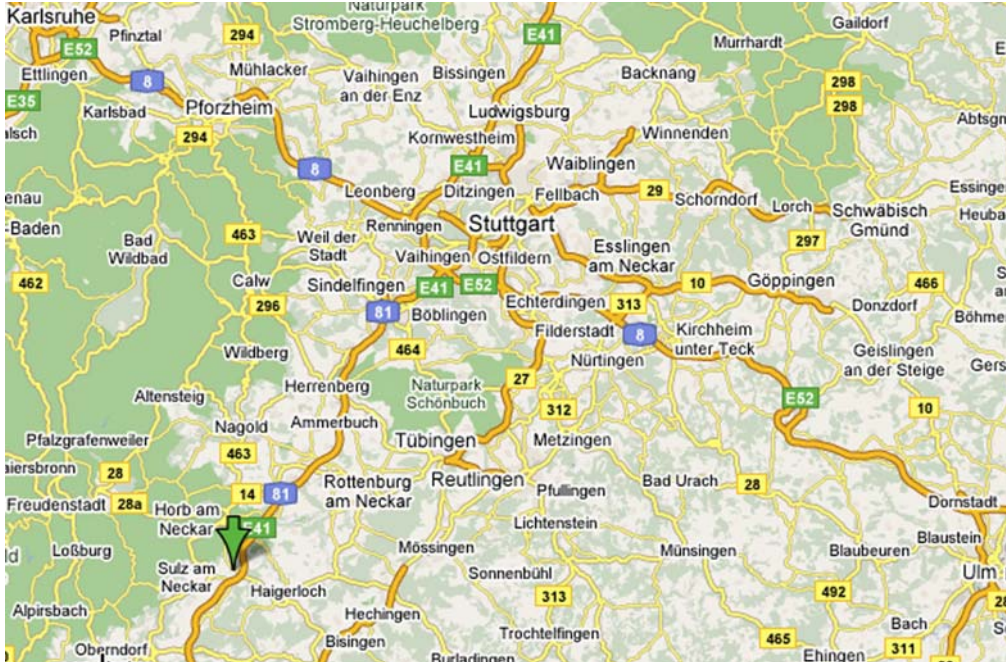 Karlsruhe
Naturpark
Stromberg-Heuchelberg
Gaildorf
E52
Pfinztal
294
E41
Murrhardt
Ettlingen
8
Mühlacker
Vaihingen
an der Enz
Bissingen
Backnang
298
E35
Karlsbad
Pforzheim
Ludwigsburg
298
294
Kornwestheim
Winnenden
8
E41
Waiblingen
Leonberg
Ditzingen
Fellbach
29
Schorndorf
Lorch
Schwäbisch
Gmünd
Baden
Bad
Wildbad
463
Weil der
Stadt
Renningen
Stuttgart
Vaihingen
Ostfildern
Esslingen
am Neckar
297
462
Calw
Sindelfingen
E41
E52
10
Göppingen
466
296
81
Böblingen
Echterdingen
313
Donzdorf
Filderstadt
8
Kirchheim
unter Teck
Wildberg
464
Nürtingen
Geislingen
an der Steige
Altensteig
Herrenberg
Naturpark
Schönbuch
27
E52
Nagold
Ammerbuch
312
10
Pfalzgrafenweiler
463
Tübingen
Metzingen
28
14
81
Rottenburg
am Neckar
Reutlingen
Pfullingen
Bad Urach
28
Freudenstadt
28a
Horb am
Neckar
Lichtenstein
Dornstadt
Loßburg
Mössingen
Münsingen
Blaubeuren
Blaustein
Sulz am
Neckar
Haigerloch
Sonnenbühl
Ulm
Alpirsbach
Hechingen
313
492
Oberndorf
Bisingen
Trochtelfingen
465
Bach
Burladingen
Ehingen
311